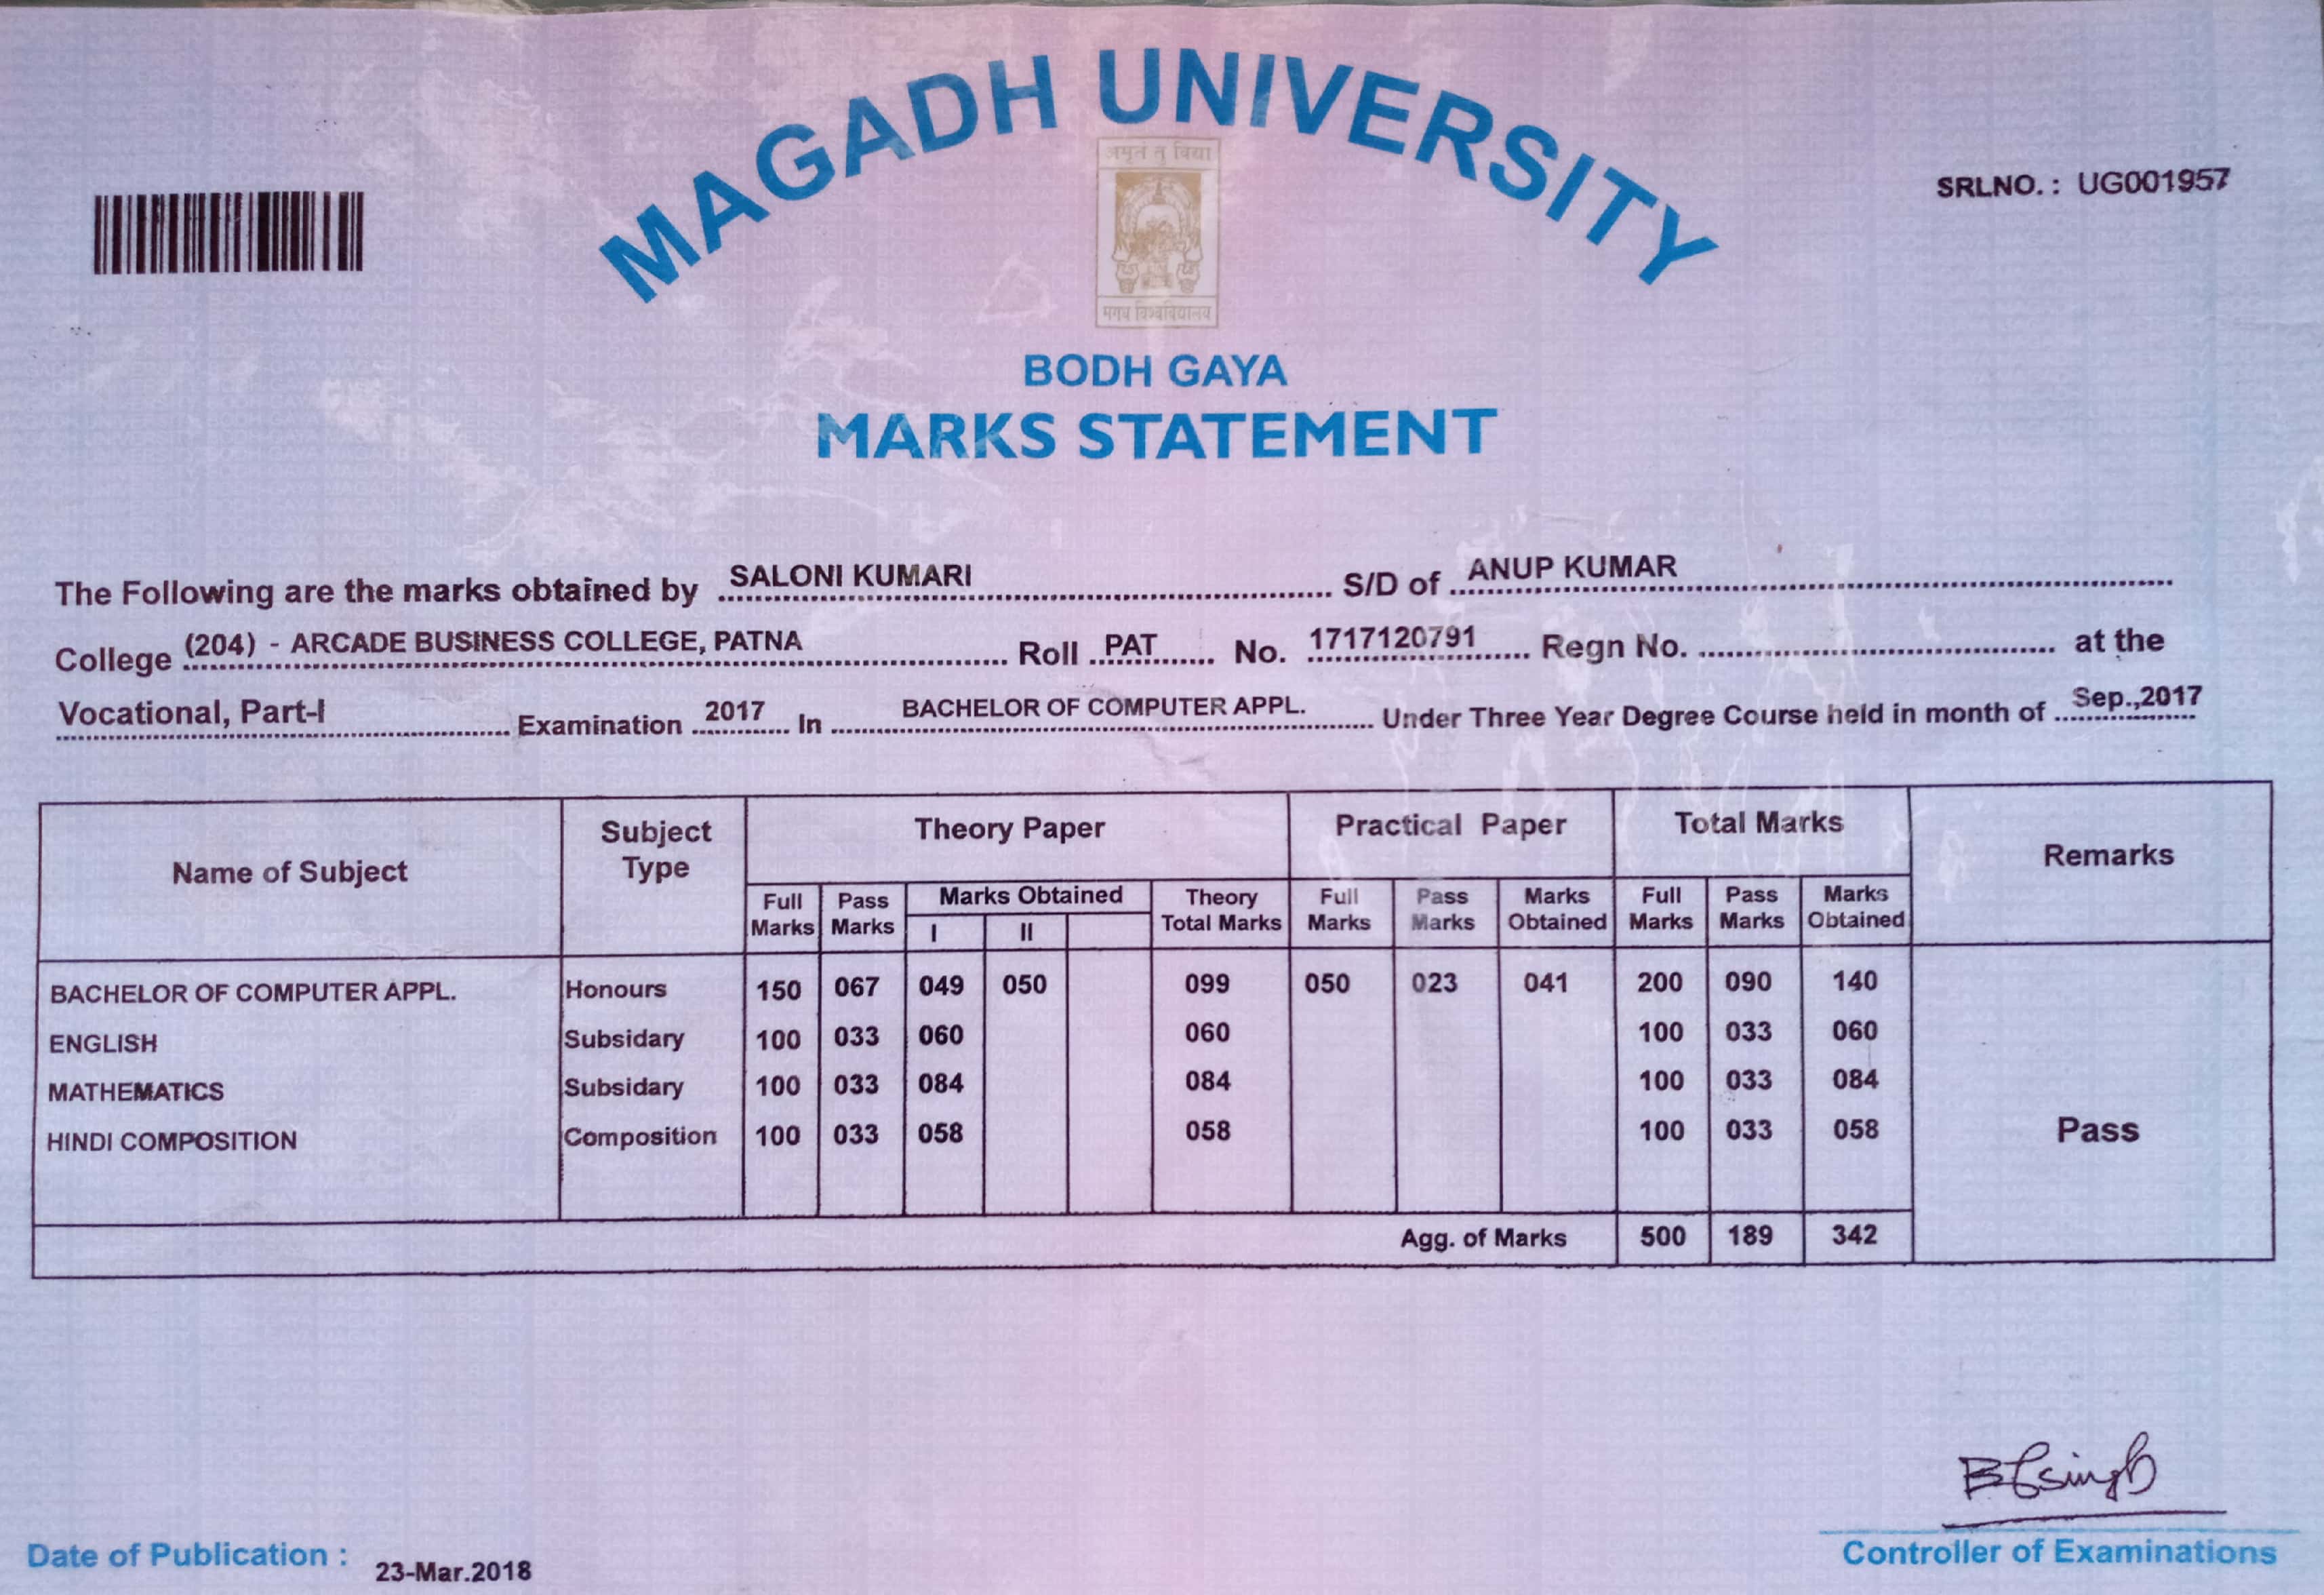 MAGADH UNIVERSITY
अमृतं तु विद्या
मगध विश्वविद्यालय
SRLNO. : UG001957
BODH GAYA
MARKS STATEMENT
The Following are the marks obtained by SALONI KUMARI S/D of ANUP KUMAR
College (204) - ARCADE BUSINESS COLLEGE, PATNA Roll PAT No. 1717120791 Regn No. at the
Vocational, Part-I Examination 2017 In BACHELOR OF COMPUTER APPL. Under Three Year Degree Course held in month of Sep.,2017
Name of Subject Subject Type Theory Paper Practical Paper Total Marks Remarks
Full Marks Pass Marks Marks Obtained Theory Total Marks Full Marks Pass Marks Marks Obtained Full Marks Pass Marks Marks Obtained
I II
BACHELOR OF COMPUTER APPL. Honours 150 067 049 050 099 050 023 041 200 090 140
ENGLISH Subsidary 100 033 060 060 100 033 060
MATHEMATICS Subsidary 100 033 084 084 100 033 084
HINDI COMPOSITION Composition 100 033 058 058 100 033 058 Pass
Agg. of Marks 500 189 342
Date of Publication : 23-Mar.2018
Controller of Examinations